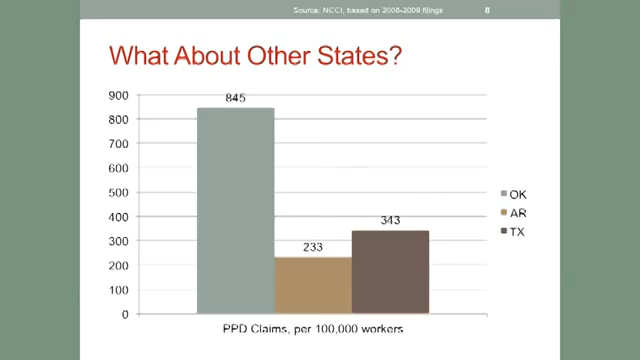 Source: NCCI, based on 2008-2009 filings 8
What About Other States?
900
845
800
700
600
500
OK
400
343
AR
300
233
TX
200
100
0
PPD Claims, per 100,000 workers